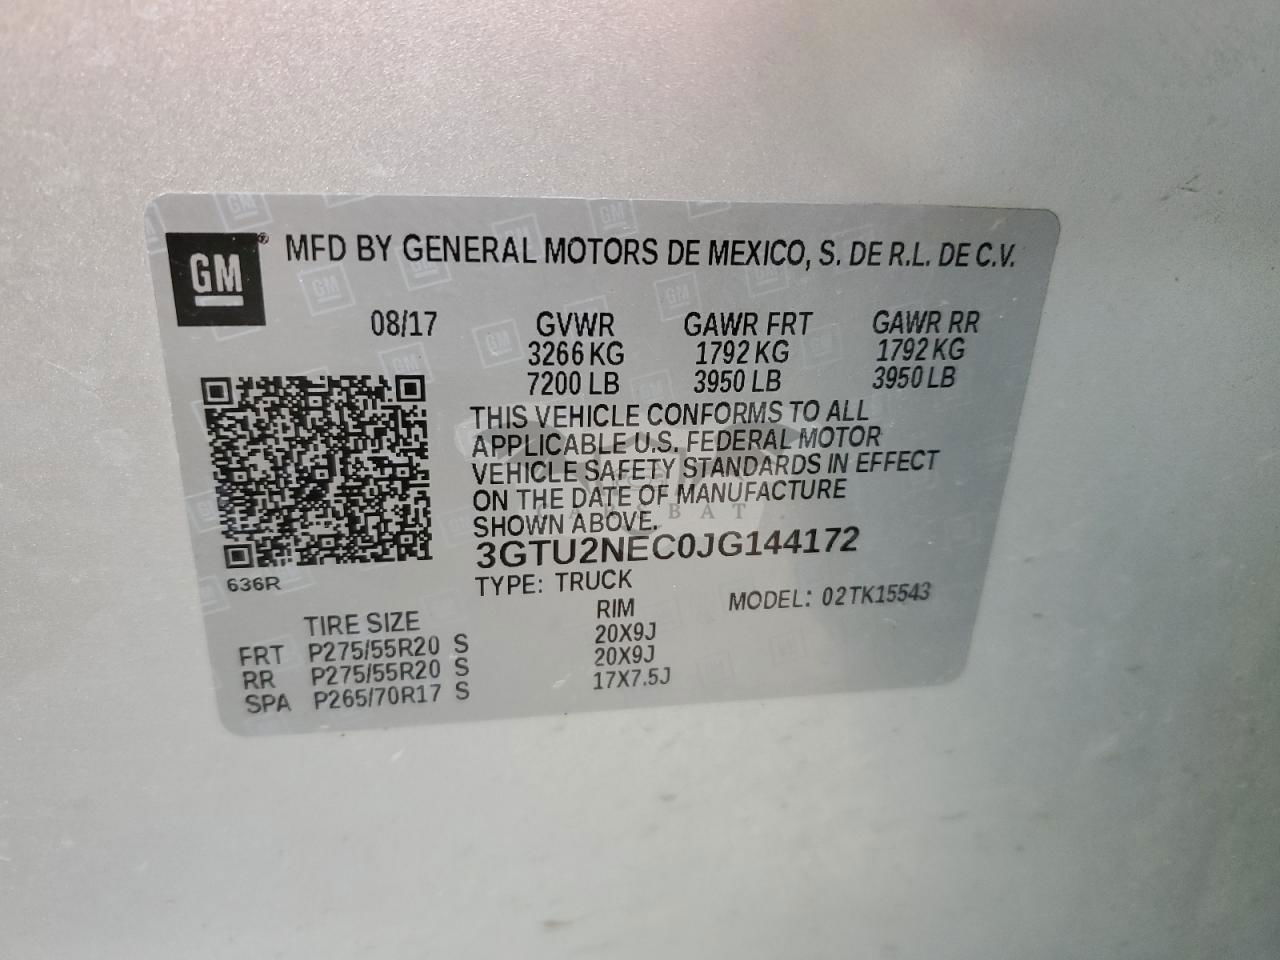 GM® MFD BY GENERAL MOTORS DE MEXICO, S. DE R.L. DE C.V.
08/17 GVWR GAWR FRT GAWR RR
3266 KG 1792 KG 1792 KG
7200 LB 3950 LB 3950 LB
THIS VEHICLE CONFORMS TO ALL
APPLICABLE U.S. FEDERAL MOTOR
VEHICLE SAFETY STANDARDS IN EFFECT
ON THE DATE OF MANUFACTURE
SHOWN ABOVE.
3GTU2NEC0JG144172
636R TYPE: TRUCK MODEL: 02TK15543
TIRE SIZE RIM
FRT P275/55R20 S 20X9J
RR P275/55R20 S 20X9J
SPA P265/70R17 S 17X7.5J